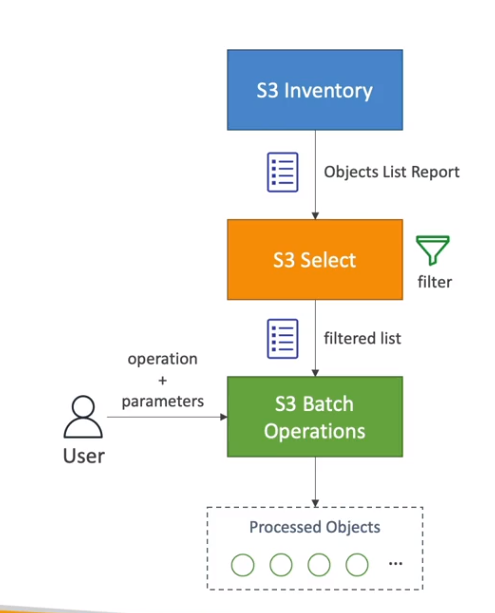 S3 Inventory
Objects List Report
S3 Select
filter
filtered list
operation
+
parameters
S3 Batch
Operations
User
Processed Objects
...